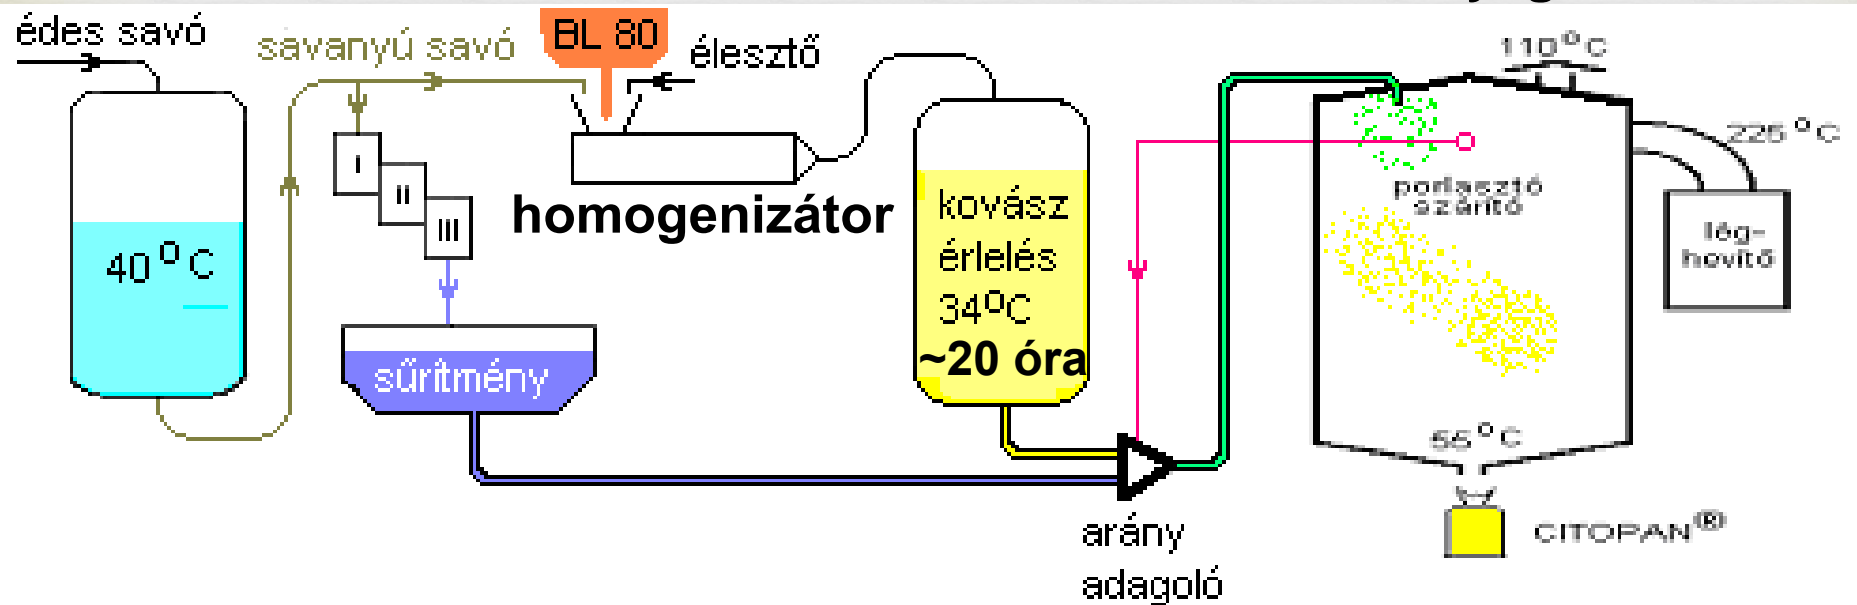 édes savó
savanyú savó
BL 80
élesztő
110°C
225°C
40°C
I
II
III
homogenizátor
kovász
érlelés
34°C
~20 óra
porlasztó
szárító
lég-
hevítő
sűrítmény
55°C
CITOPAN®
arány
adagoló